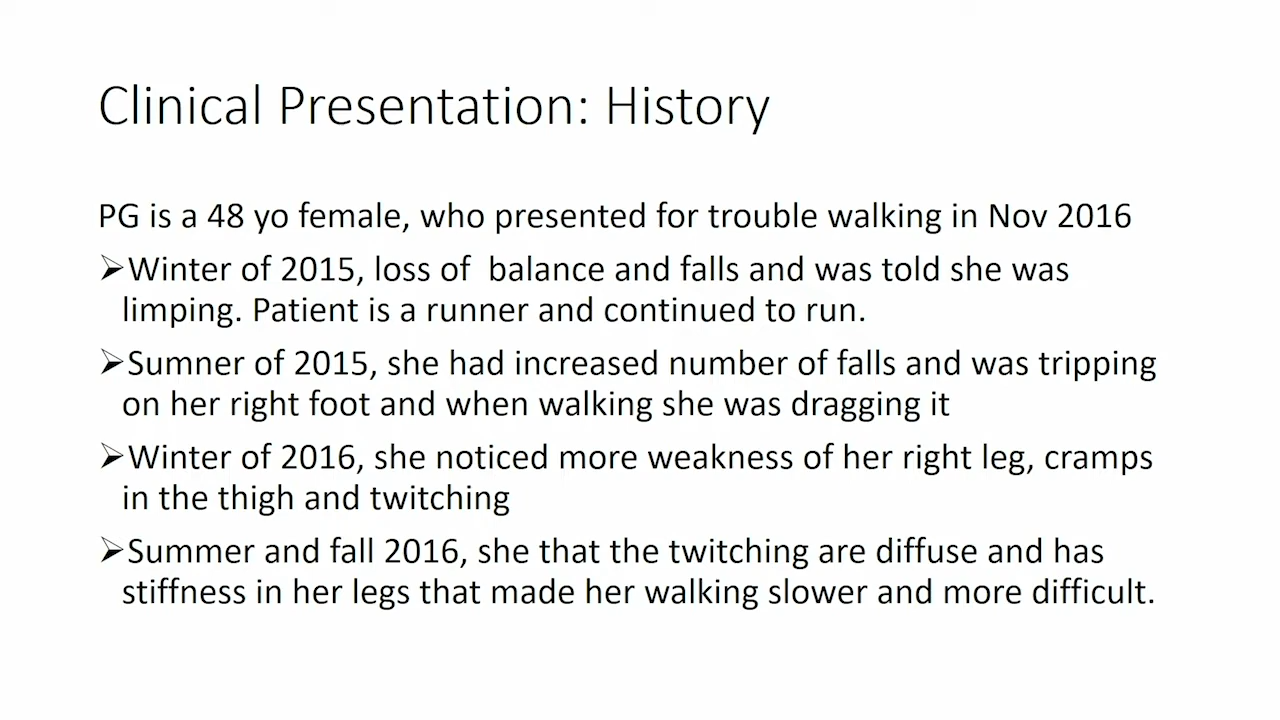 Clinical Presentation: History
PG is a 48 yo female, who presented for trouble walking in Nov 2016
➢Winter of 2015, loss of  balance and falls and was told she was
limping. Patient is a runner and continued to run.
➢Sumner of 2015, she had increased number of falls and was tripping
on her right foot and when walking she was dragging it
➢Winter of 2016, she noticed more weakness of her right leg, cramps
in the thigh and twitching
➢Summer and fall 2016, she that the twitching are diffuse and has
stiffness in her legs that made her walking slower and more difficult.